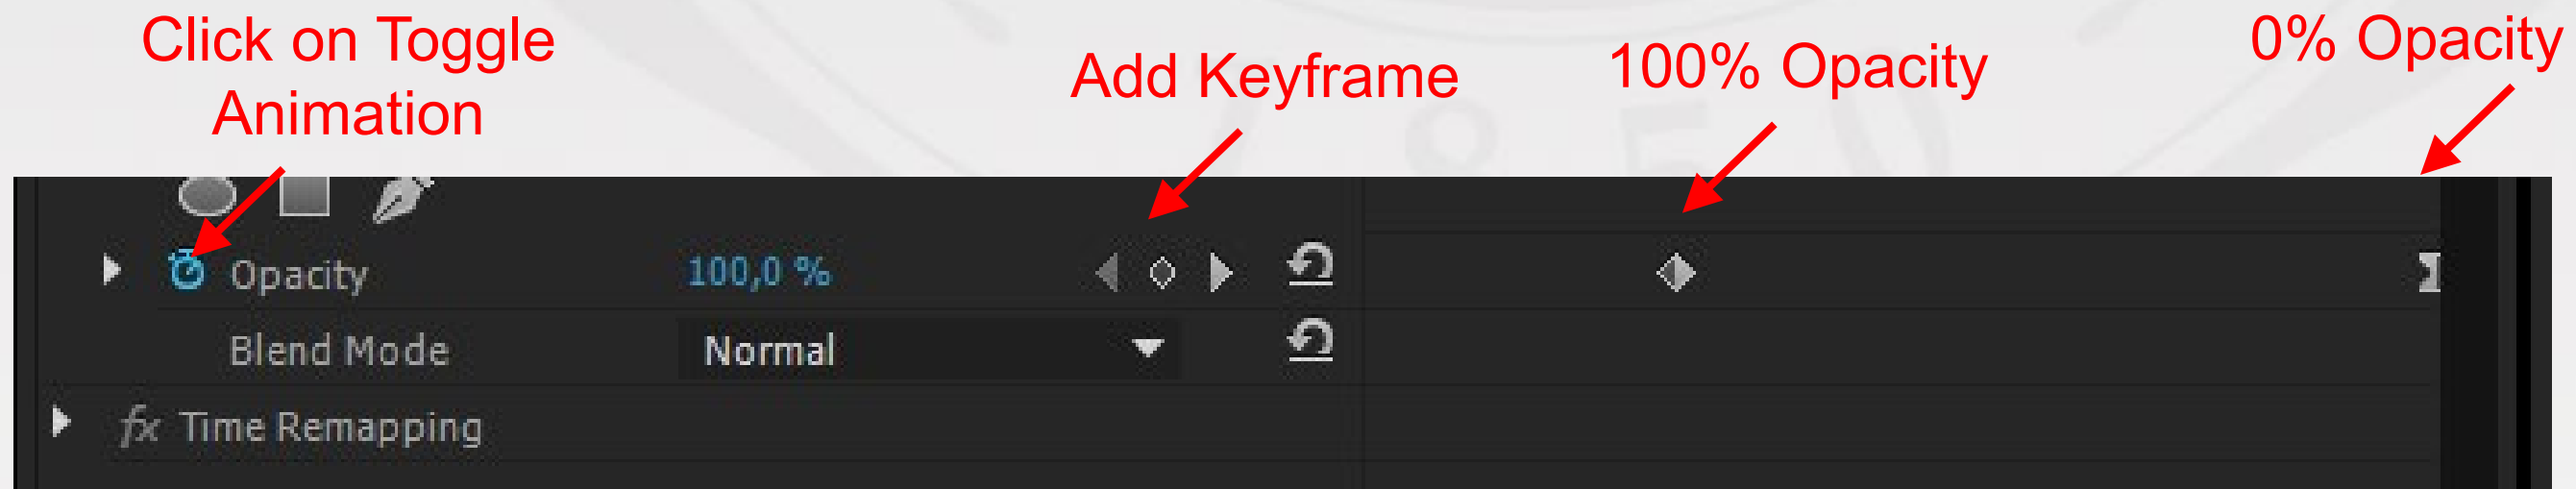 Click on Toggle
Animation
Add Keyframe
100% Opacity
0% Opacity
Opacity
100,0 %
Blend Mode
Normal
fx Time Remapping